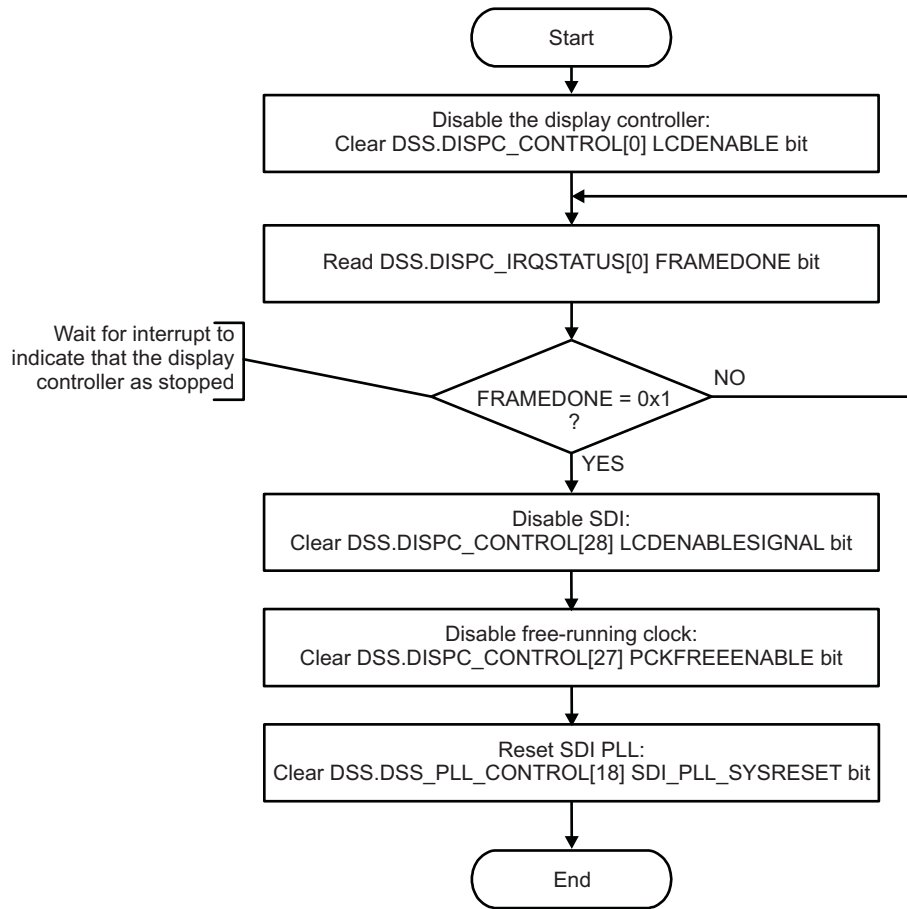 Start
Disable the display controller:
Clear DSS.DISPC_CONTROL[0] LCDENABLE bit
Read DSS.DISPC_IRQSTATUS[0] FRAMEDONE bit
Wait for interrupt to
indicate that the display
controller as stopped
FRAMEDONE = 0x1
?
NO
YES
Disable SDI:
Clear DSS.DISPC_CONTROL[28] LCDENABLESIGNAL bit
Disable free-running clock:
Clear DSS.DISPC_CONTROL[27] PCKFREEENABLE bit
Reset SDI PLL:
Clear DSS.DSS_PLL_CONTROL[18] SDI_PLL_SYSRESET bit
End